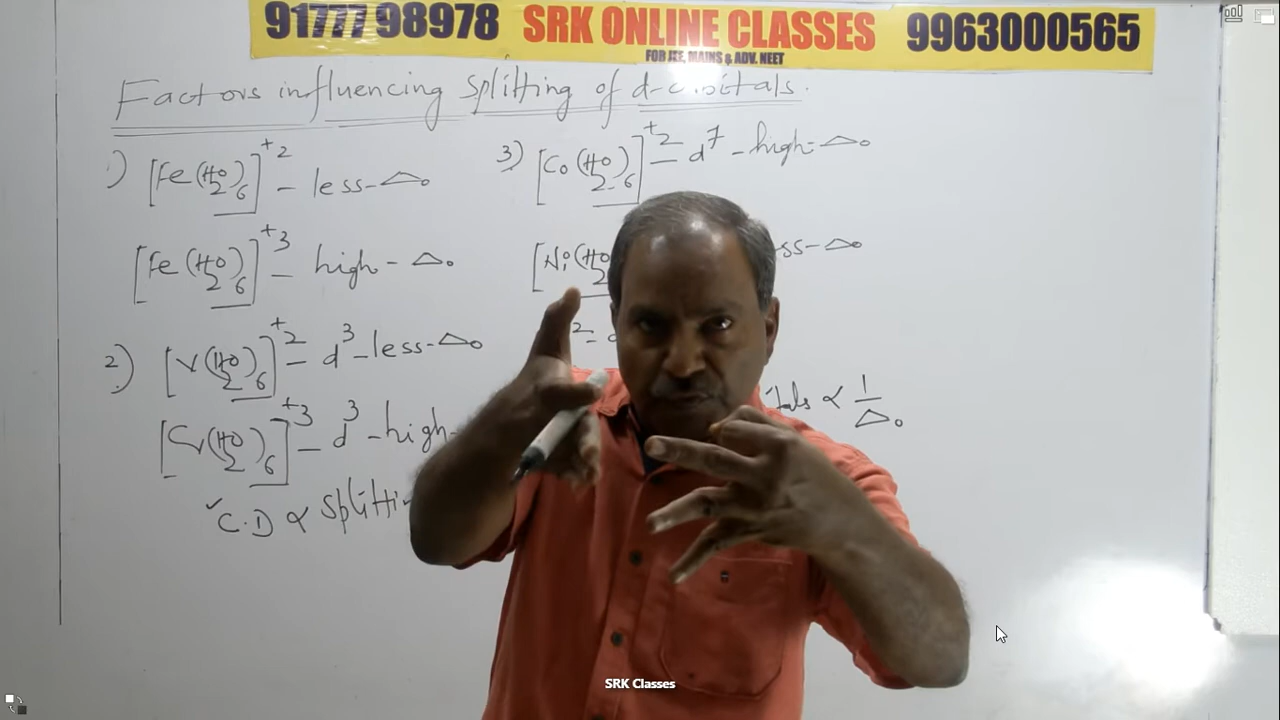 91777 98978 SRK ONLINE CLASSES 9963000565
FOR JEE, MAINS & ADV. NEET
Factors influencing splitting of d-orbitals.
1) [Fe(H2O)6]+2 - less - Δo
[Fe(H2O)6]+3 - high - Δo
2) [V(H2O)6]+2 - d3 - less - Δo
[Cr(H2O)6]+3 - d3 - high -
C.D ∝ splitti
3) [Co(H2O)6]+2 - d7 - high - Δo
[Ni(H2O ss - Δo
2 =
tals ∝ 1/Δo
SRK Classes